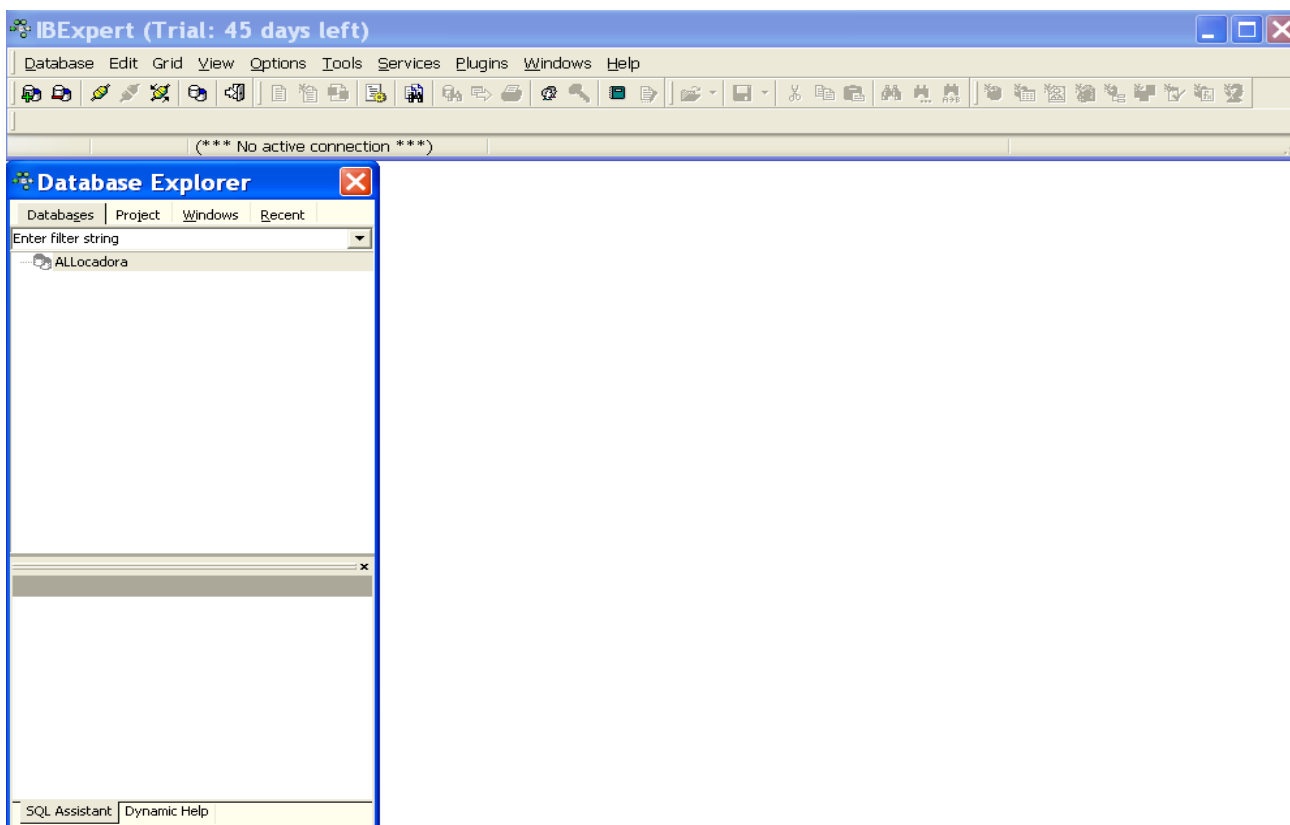 IBExpert (Trial: 45 days left)
Database Edit Grid View Options Tools Services Plugins Windows Help
(*** No active connection ***)
Database Explorer
Databases Project Windows Recent
Enter filter string
ALLocadora
SQL Assistant Dynamic Help